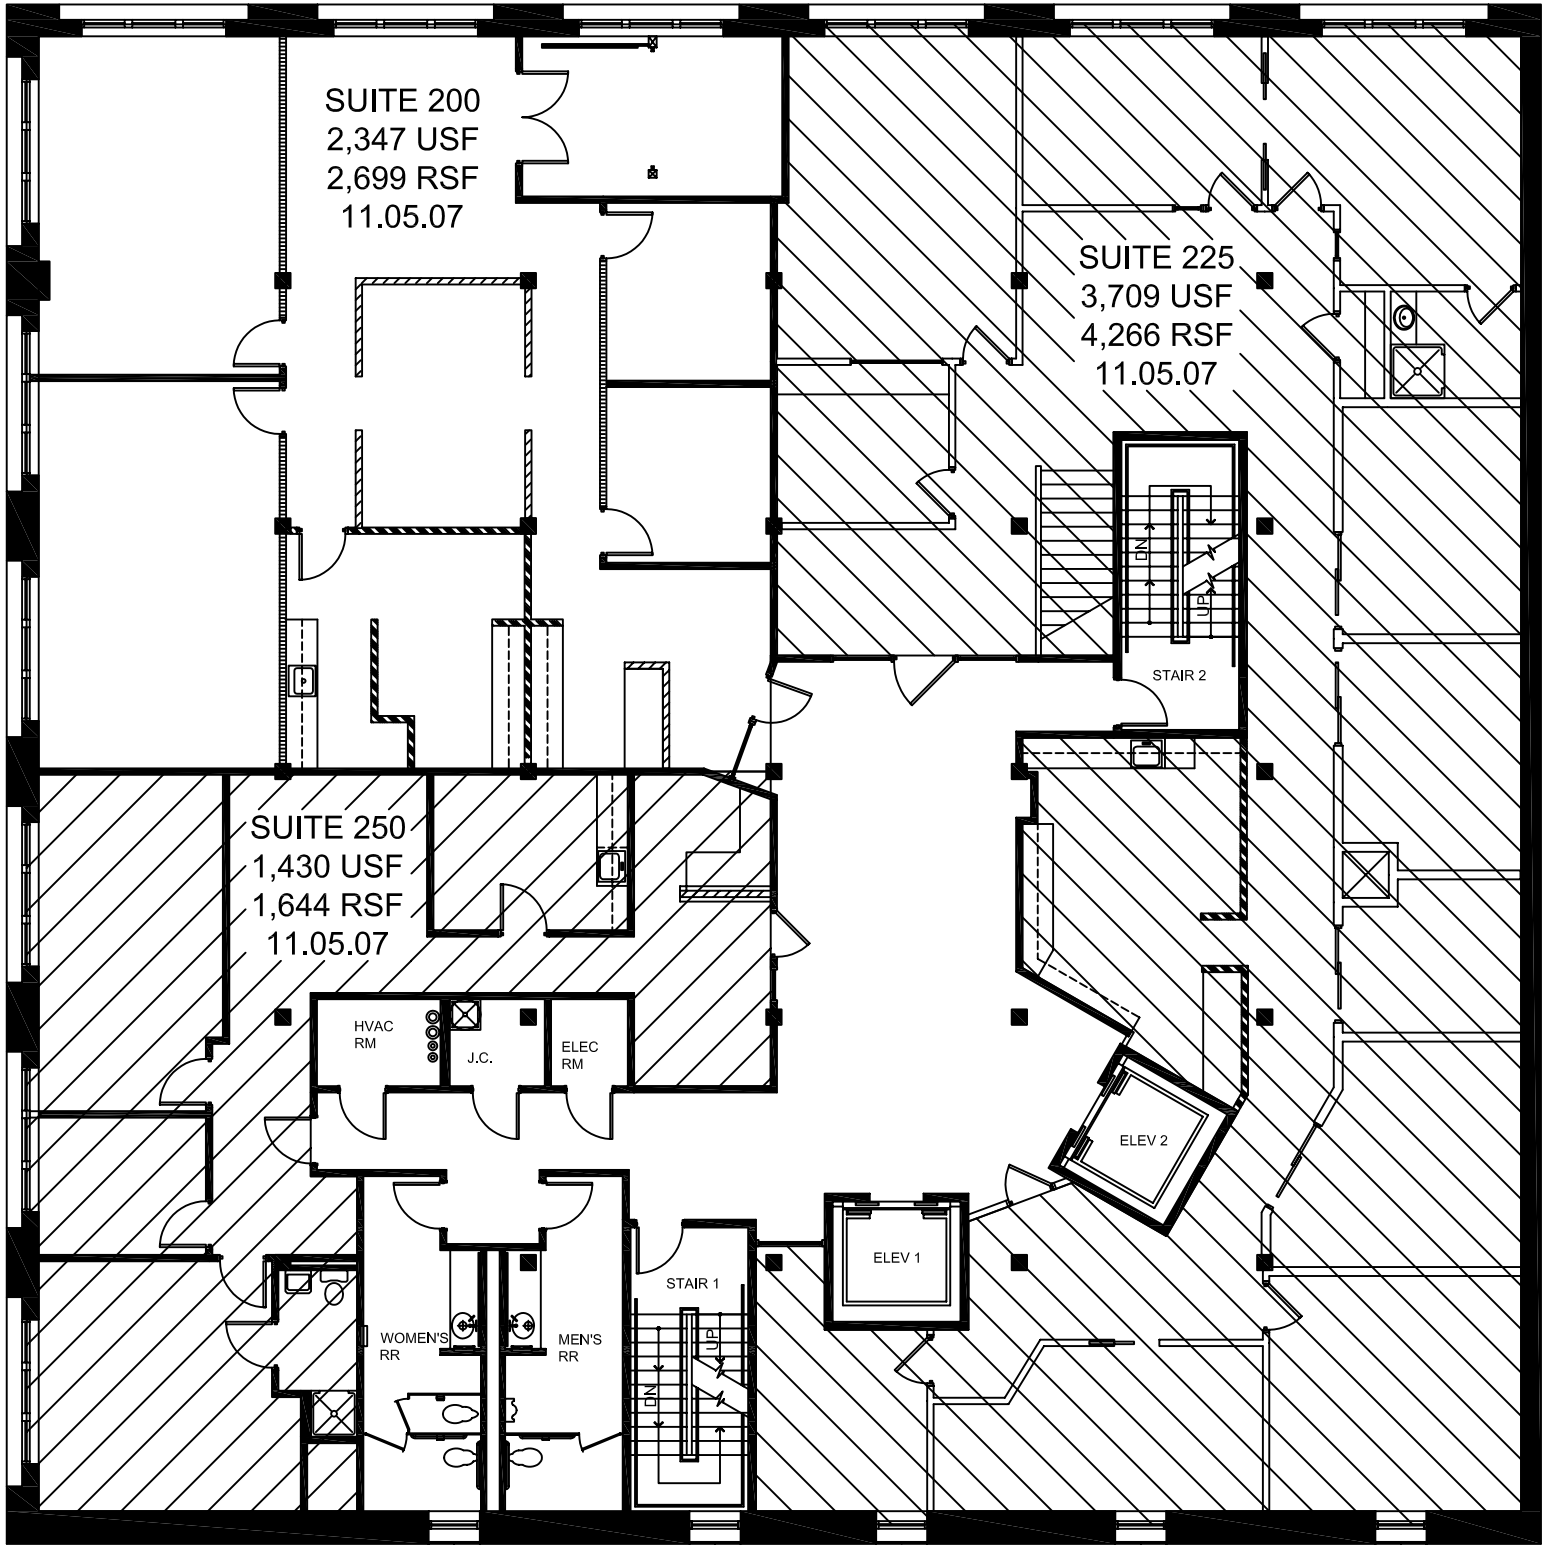 SUITE 200
2,347 USF
2,699 RSF
11.05.07
SUITE 225
3,709 USF
4,266 RSF
11.05.07
DN
UP
STAIR 2
SUITE 250
1,430 USF
1,644 RSF
11.05.07
HVAC
RM
J.C.
ELEC
RM
ELEV 2
ELEV 1
STAIR 1
WOMEN'S
RR
MEN'S
RR
UP
DN